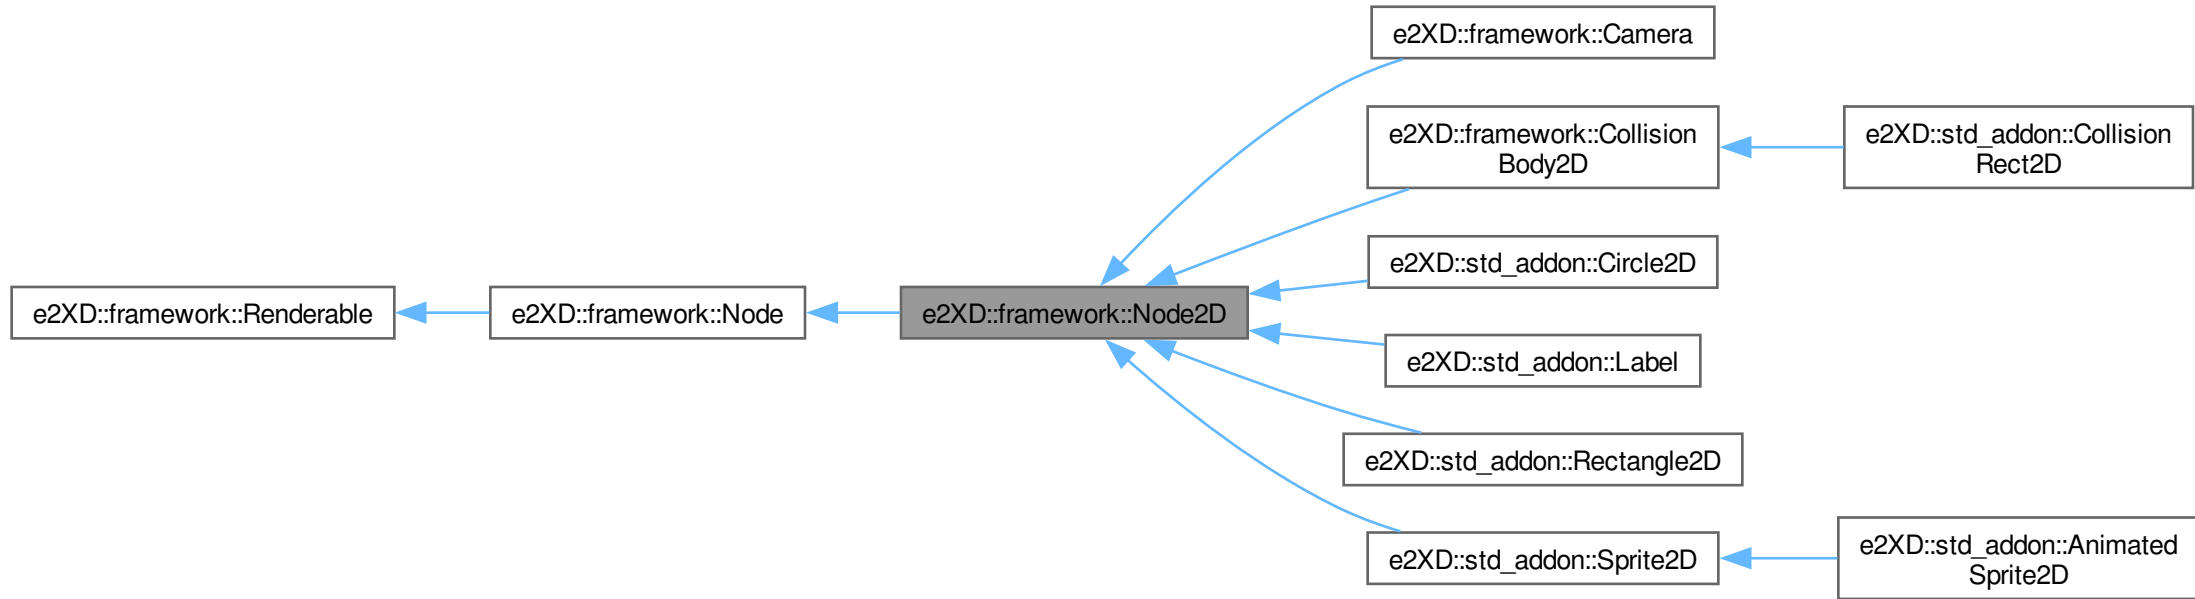 e2XD::framework::Renderable
e2XD::framework::Node
e2XD::framework::Node2D
e2XD::framework::Camera
e2XD::framework::Collision
Body2D
e2XD::std_addon::Collision
Rect2D
e2XD::std_addon::Circle2D
e2XD::std_addon::Label
e2XD::std_addon::Rectangle2D
e2XD::std_addon::Sprite2D
e2XD::std_addon::Animated
Sprite2D